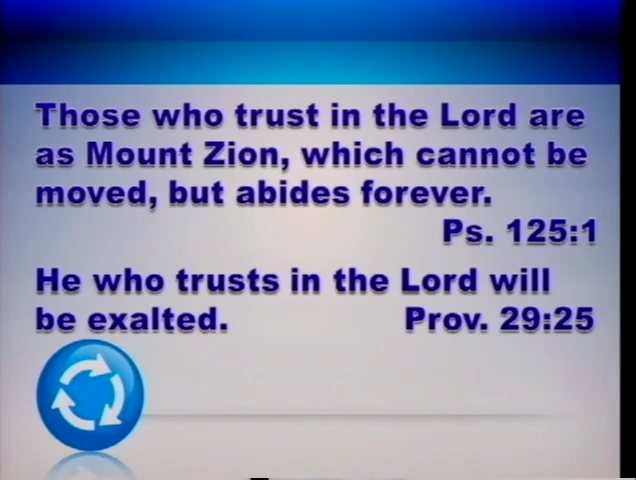 Those who trust in the Lord are
as Mount Zion, which cannot be
moved, but abides forever.
Ps. 125:1
He who trusts in the Lord will
be exalted. Prov. 29:25